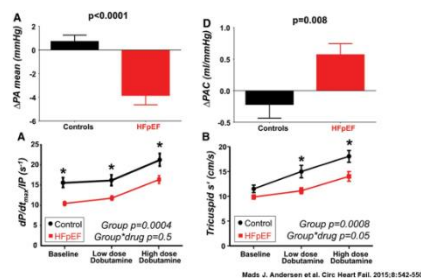 A
p<0.0001
ΔPA mean (mmHg)
2
0
-2
-4
-6
Controls
HFpEF
D
p=0.008
ΔPAC (ml/mmHg)
1.0
0.5
0.0
-0.5
Controls
HFpEF
A
dP/dtmax/IP (s-1)
25
20
15
10
5
0
*
*
*
Control
HFpEF
Group p=0.0004
Group*drug p=0.5
Baseline
Low dose
Dobutamine
High dose
Dobutamine
B
Tricuspid s' (cm/s)
20
15
10
5
0
*
*
Control
HFpEF
Group p=0.0008
Group*drug p=0.05
Baseline
Low dose
Dobutamine
High dose
Dobutamine
Mads J. Andersen et al. Circ Heart Fail. 2015;8:542-550